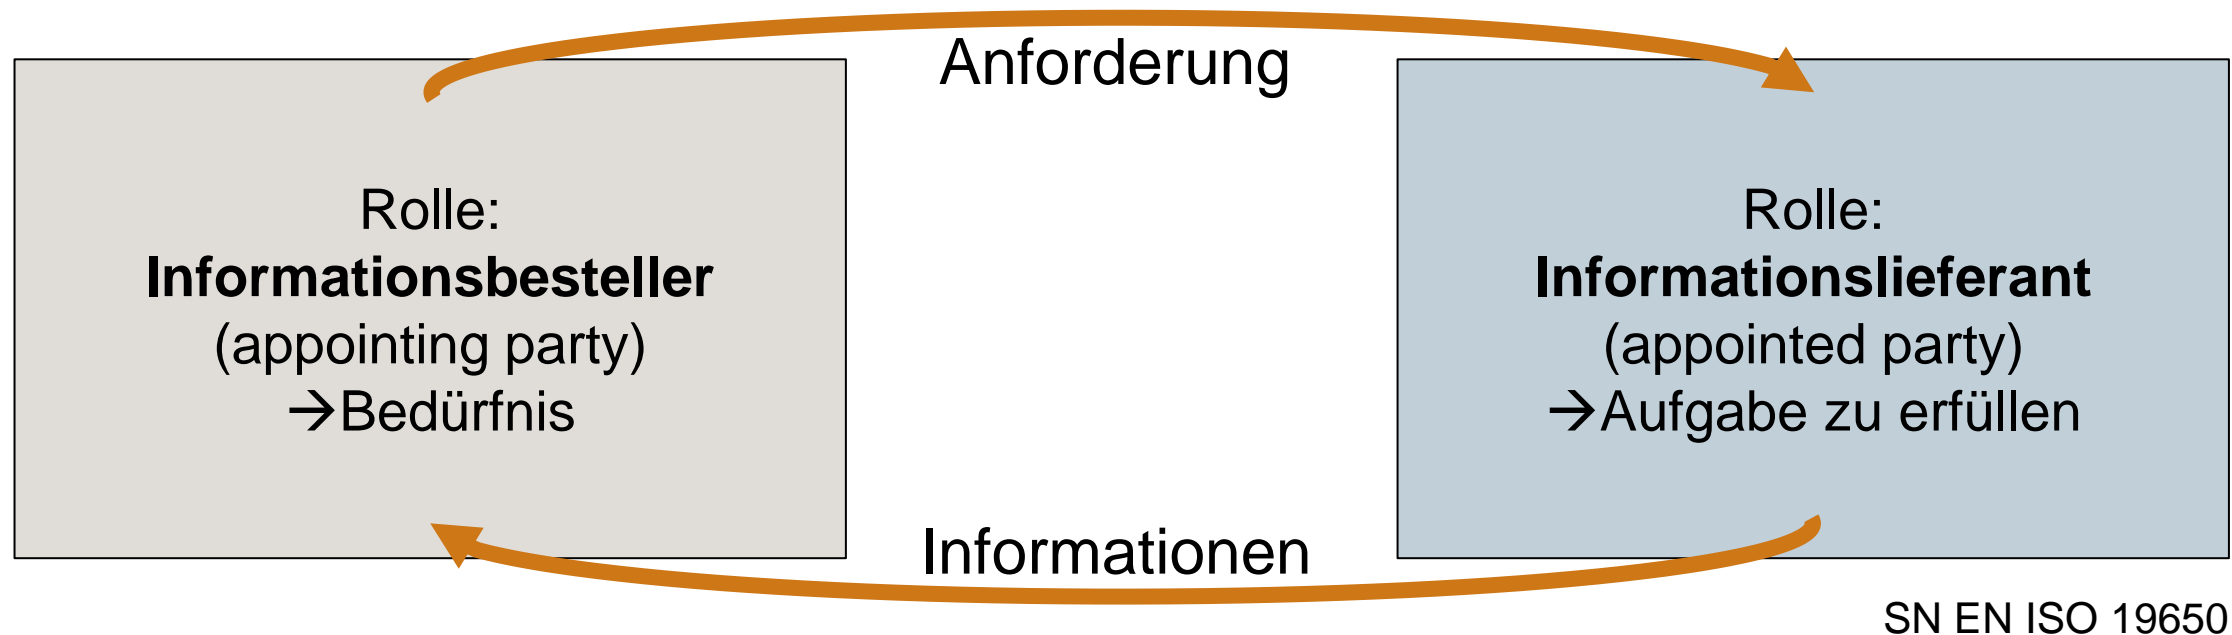 Anforderung
Rolle:
Informationsbesteller
(appointing party)
→Bedürfnis
Rolle:
Informationslieferant
(appointed party)
→Aufgabe zu erfüllen
Informationen
SN EN ISO 19650